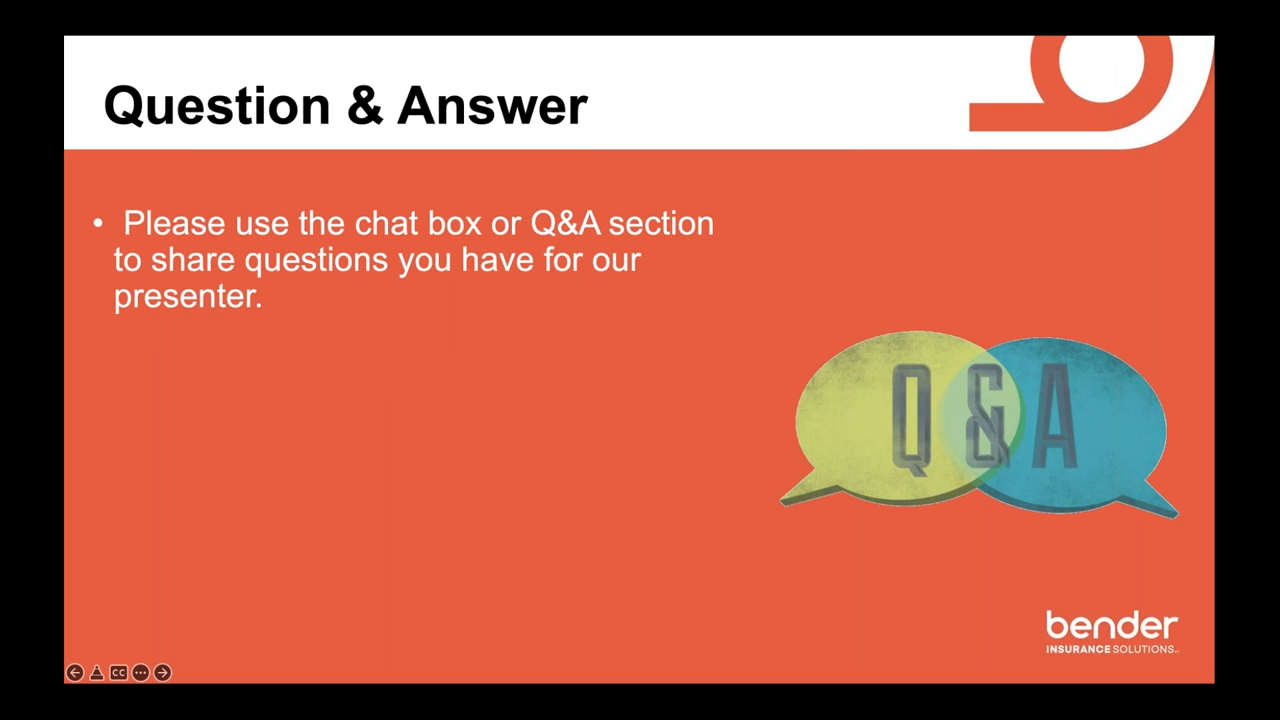 Question & Answer
• Please use the chat box or Q&A section
to share questions you have for our
presenter.
Q & A
bender
INSURANCE SOLUTIONS
CC